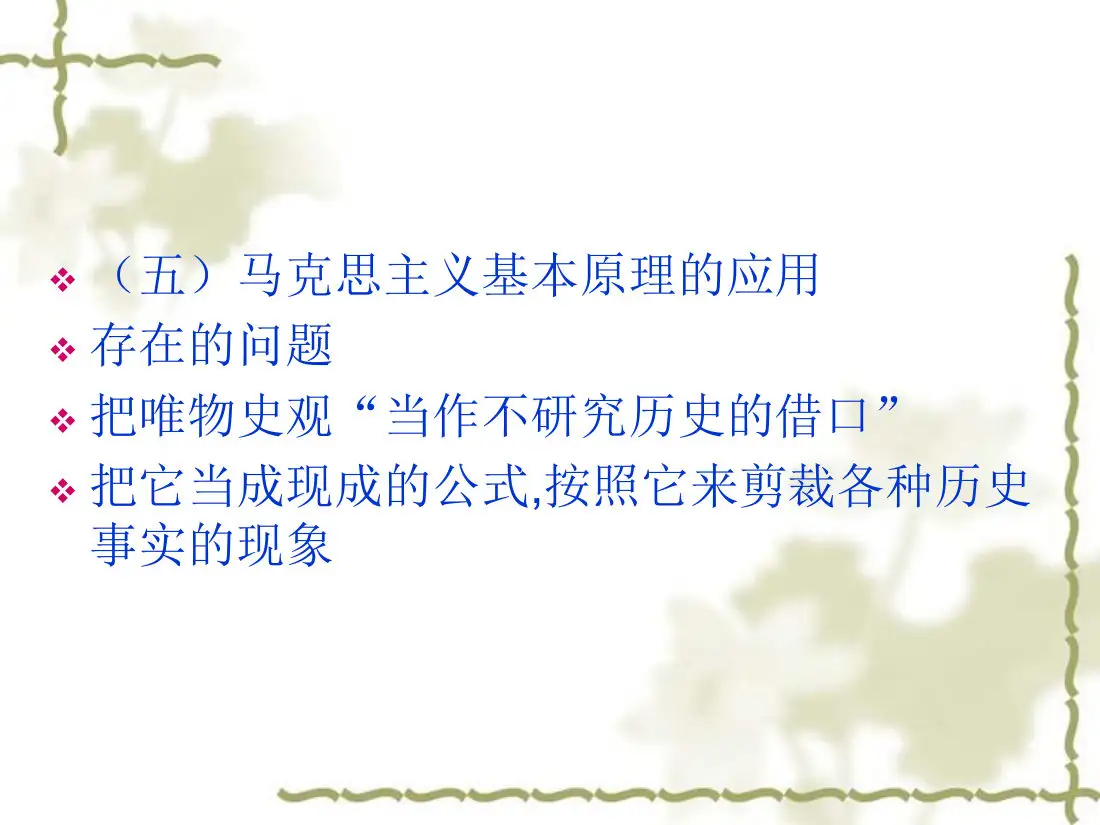 （五）马克思主义基本原理的应用
存在的问题
把唯物史观“当作不研究历史的借口”
把它当成现成的公式,按照它来剪裁各种历史
事实的现象